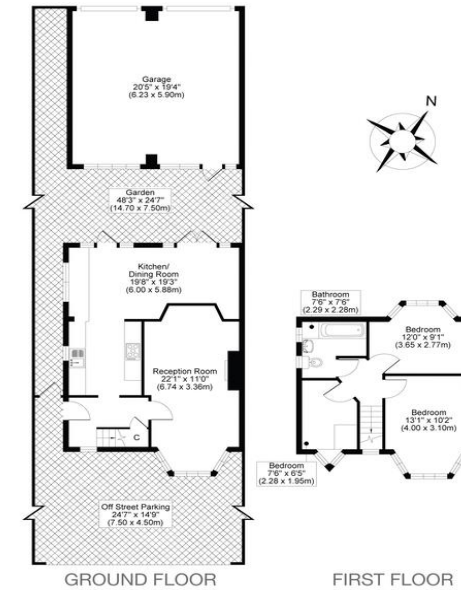 Garage
20'5" x 19'4"
(6.23 x 5.90m)
N
Garden
48'3" x 24'7"
(14.70 x 7.50m)
Kitchen/
Dining Room
19'8" x 19'3"
(6.00 x 5.88m)
Reception Room
22'1" x 11'0"
(6.74 x 3.36m)
C
Off Street Parking
24'7" x 14'9"
(7.50 x 4.50m)
GROUND FLOOR
Bathroom
7'6" x 7'6"
(2.29 x 2.28m)
Bedroom
12'0" x 9'1"
(3.65 x 2.77m)
Bedroom
13'1" x 10'2"
(4.00 x 3.10m)
Bedroom
7'6" x 6'5"
(2.28 x 1.95m)
FIRST FLOOR